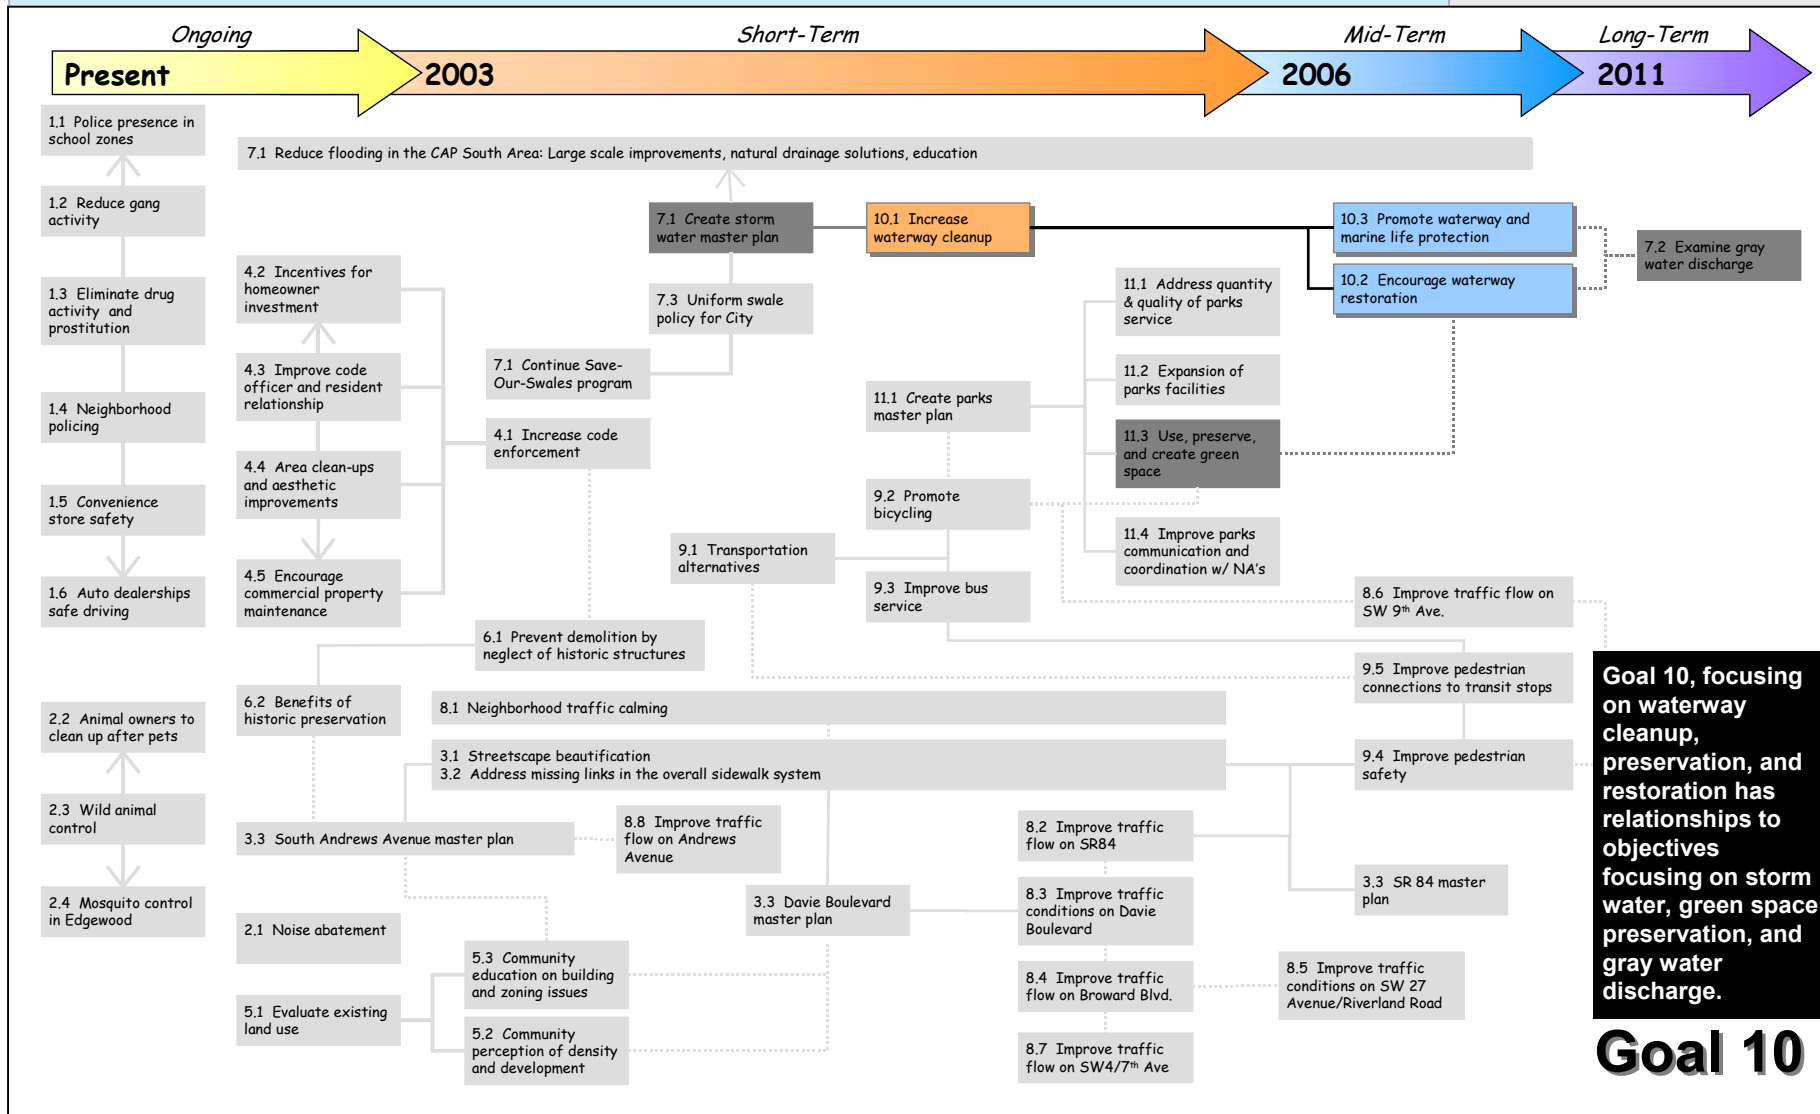 Ongoing
Short-Term
Mid-Term
Long-Term
Present
2003
2006
2011
1.1 Police presence in
school zones
7.1 Reduce flooding in the CAP South Area: Large scale improvements, natural drainage solutions, education
1.2 Reduce gang
activity
7.1 Create storm
water master plan
10.1 Increase
waterway cleanup
10.3 Promote waterway and
marine life protection
7.2 Examine gray
water discharge
4.2 Incentives for
homeowner
investment
11.1 Address quantity
& quality of parks
service
10.2 Encourage waterway
restoration
1.3 Eliminate drug
activity and
prostitution
7.3 Uniform swale
policy for City
4.3 Improve code
officer and resident
relationship
7.1 Continue Save-
Our-Swales program
11.2 Expansion of
parks facilities
1.4 Neighborhood
policing
11.1 Create parks
master plan
4.1 Increase code
enforcement
11.3 Use, preserve,
and create green
space
4.4 Area clean-ups
and aesthetic
improvements
1.5 Convenience
store safety
9.2 Promote
bicycling
11.4 Improve parks
communication and
coordination w/ NA's
9.1 Transportation
alternatives
4.5 Encourage
commercial property
maintenance
1.6 Auto dealerships
safe driving
9.3 Improve bus
service
8.6 Improve traffic flow on
SW 9th Ave.
6.1 Prevent demolition by
neglect of historic structures
9.5 Improve pedestrian
connections to transit stops
6.2 Benefits of
historic preservation
8.1 Neighborhood traffic calming
2.2 Animal owners to
clean up after pets
3.1 Streetscape beautification
3.2 Address missing links in the overall sidewalk system
9.4 Improve pedestrian
safety
2.3 Wild animal
control
3.3 South Andrews Avenue master plan
8.8 Improve traffic
flow on Andrews
Avenue
8.2 Improve traffic
flow on SR84
3.3 SR 84 master
plan
2.4 Mosquito control
in Edgewood
3.3 Davie Boulevard
master plan
8.3 Improve traffic
conditions on Davie
Boulevard
2.1 Noise abatement
5.3 Community
education on building
and zoning issues
8.4 Improve traffic
flow on Broward Blvd.
8.5 Improve traffic
conditions on SW 27
Avenue/Riverland Road
5.1 Evaluate existing
land use
5.2 Community
perception of density
and development
8.7 Improve traffic
flow on SW4/7th Ave
Goal 10, focusing
on waterway
cleanup,
preservation, and
restoration has
relationships to
objectives
focusing on storm
water, green space
preservation, and
gray water
discharge.
Goal 10